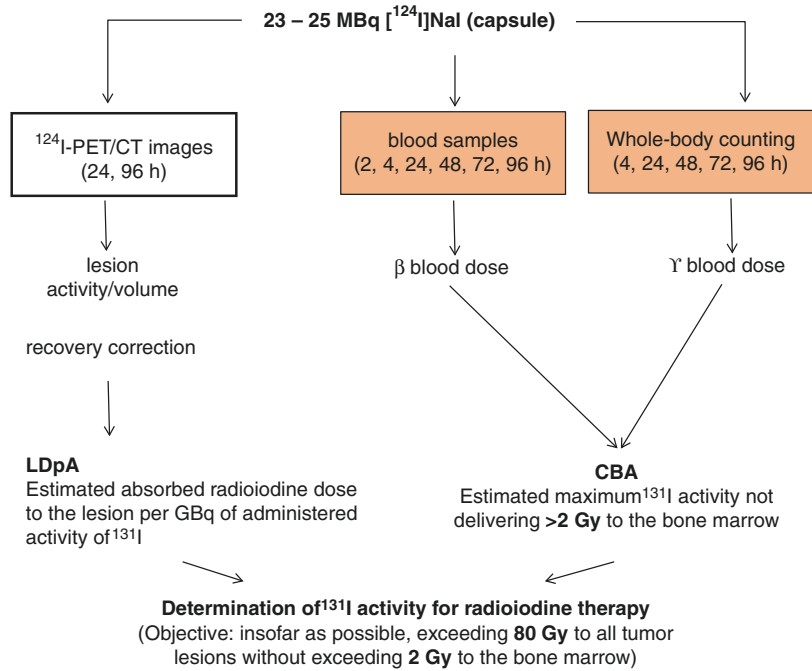 23 – 25 MBq [124I]NaI (capsule)
124I-PET/CT images
(24, 96 h)
blood samples
(2, 4, 24, 48, 72, 96 h)
Whole-body counting
(4, 24, 48, 72, 96 h)
lesion
activity/volume
β blood dose
ϒ blood dose
recovery correction
LDpA
Estimated absorbed radioiodine dose
to the lesion per GBq of administered
activity of131I
CBA
Estimated maximum131I activity not
delivering >2 Gy to the bone marrow
Determination of131I activity for radioiodine therapy
(Objective: insofar as possible, exceeding 80 Gy to all tumor
lesions without exceeding 2 Gy to the bone marrow)